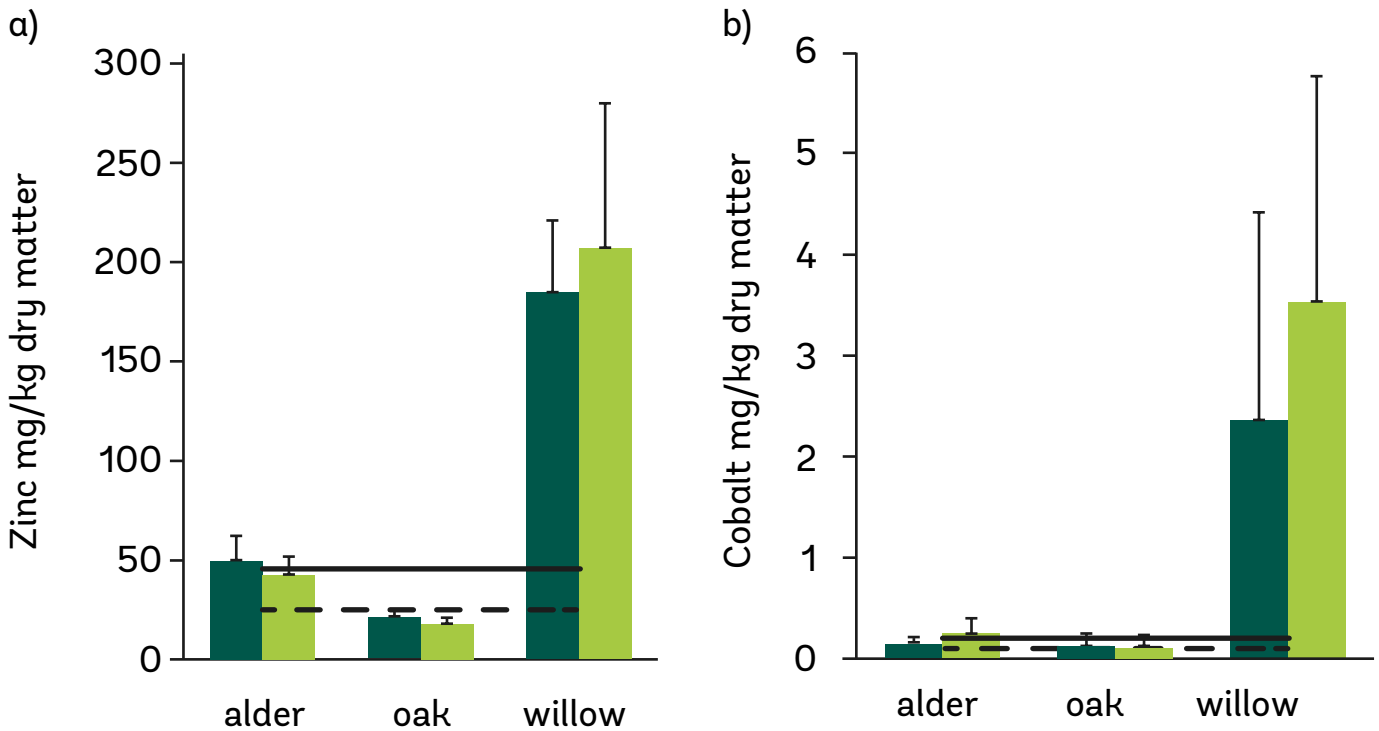 a)
Zinc mg/kg dry matter
300
250
200
150
100
50
0
alder oak willow
b)
Cobalt mg/kg dry matter
6
5
4
3
2
1
0
alder oak willow